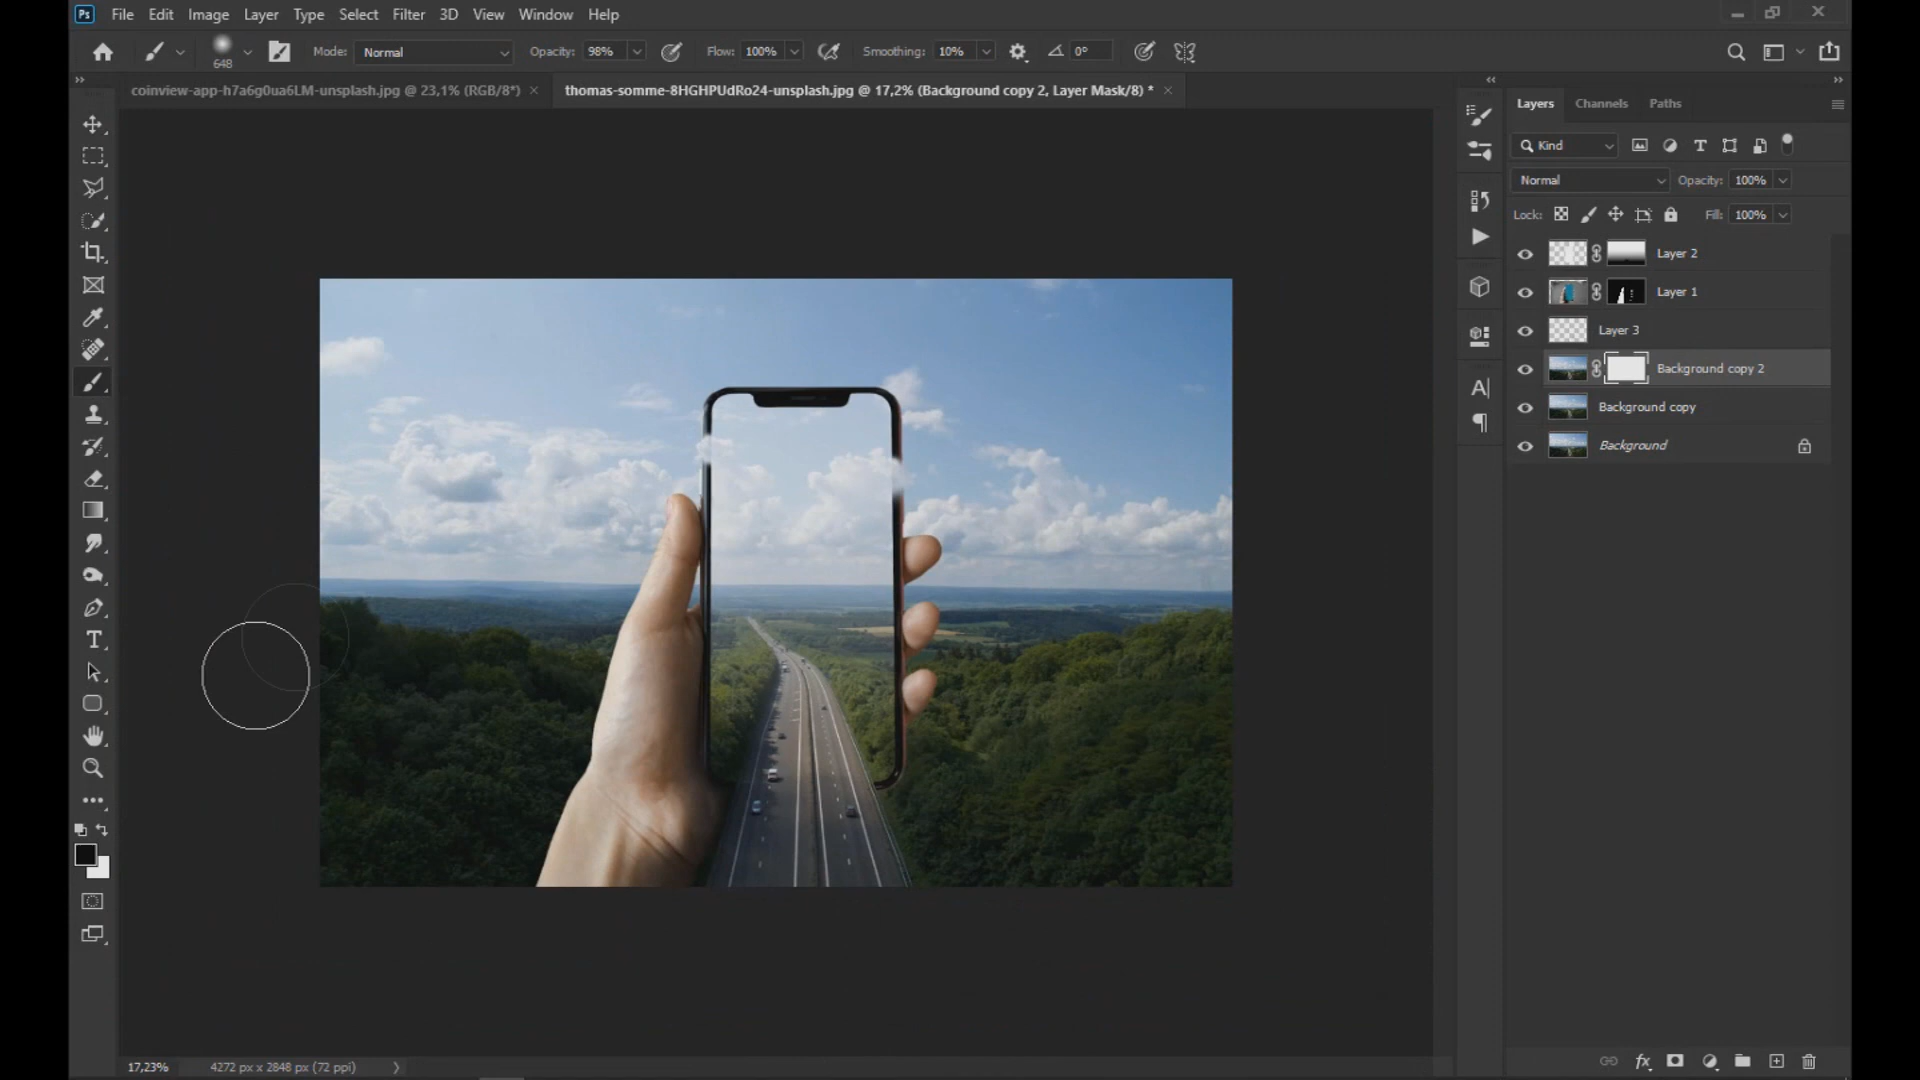 Ps File Edit Image Layer Type Select Filter 3D View Window Help
648 Mode: Normal Opacity: 98% Flow: 100% Smoothing: 10% 0°
coinview-app-h7a6g0ua6LM-unsplash.jpg @ 23,1% (RGB/8*) × thomas-somme-8HGHPUdRo24-unsplash.jpg @ 17,2% (Background copy 2, Layer Mask/8) * ×
Layers Channels Paths
Kind
Normal Opacity: 100%
Lock: Fill: 100%
Layer 2
Layer 1
Layer 3
Background copy 2
Background copy
Background
17,23% 4272 px x 2848 px (72 ppi)